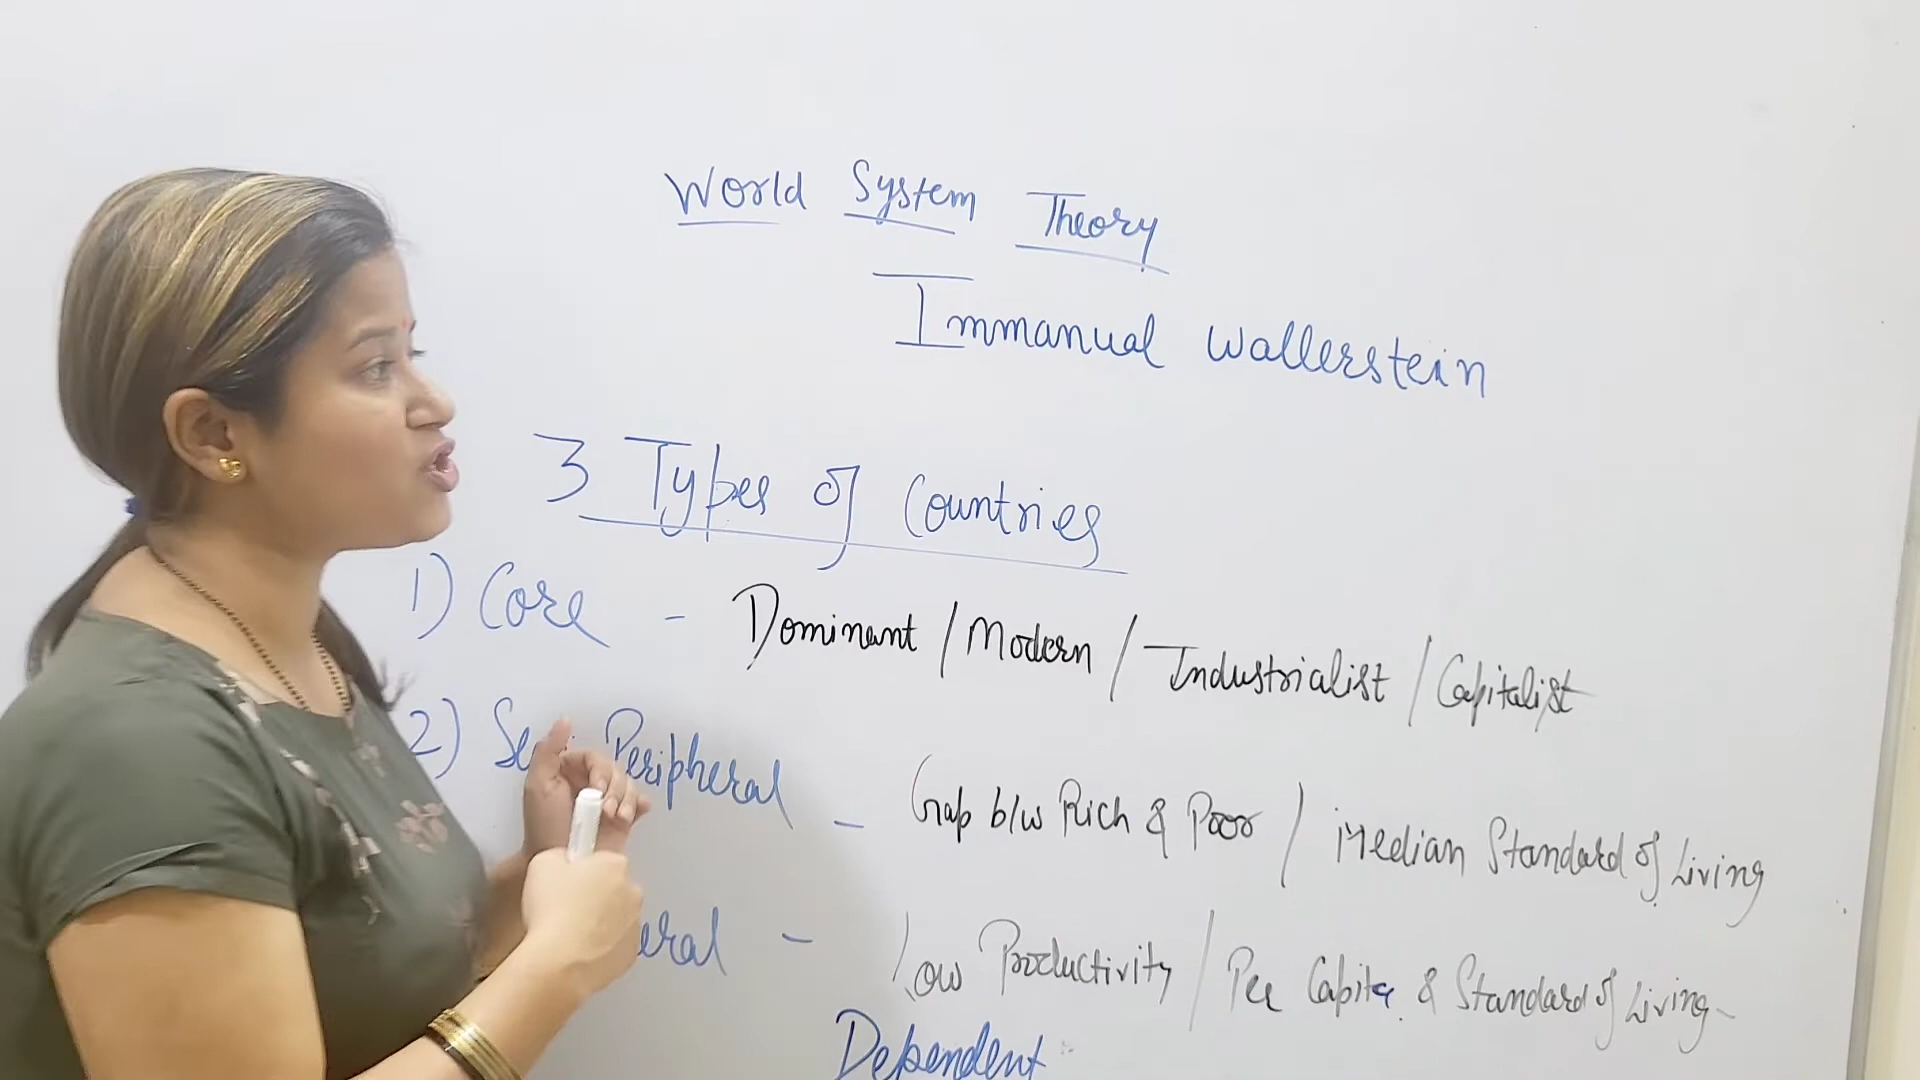 World System Theory
Immanual Wallerstein
3 Types of Countries
1) Core - Dominant / Modern / Industrialist / Capitalist
2) Se Peripheral - Gap b/w Rich & Poor / Median Standard of Living
eral - Low Productivity / Per Capita & Standard of Living
Dependent